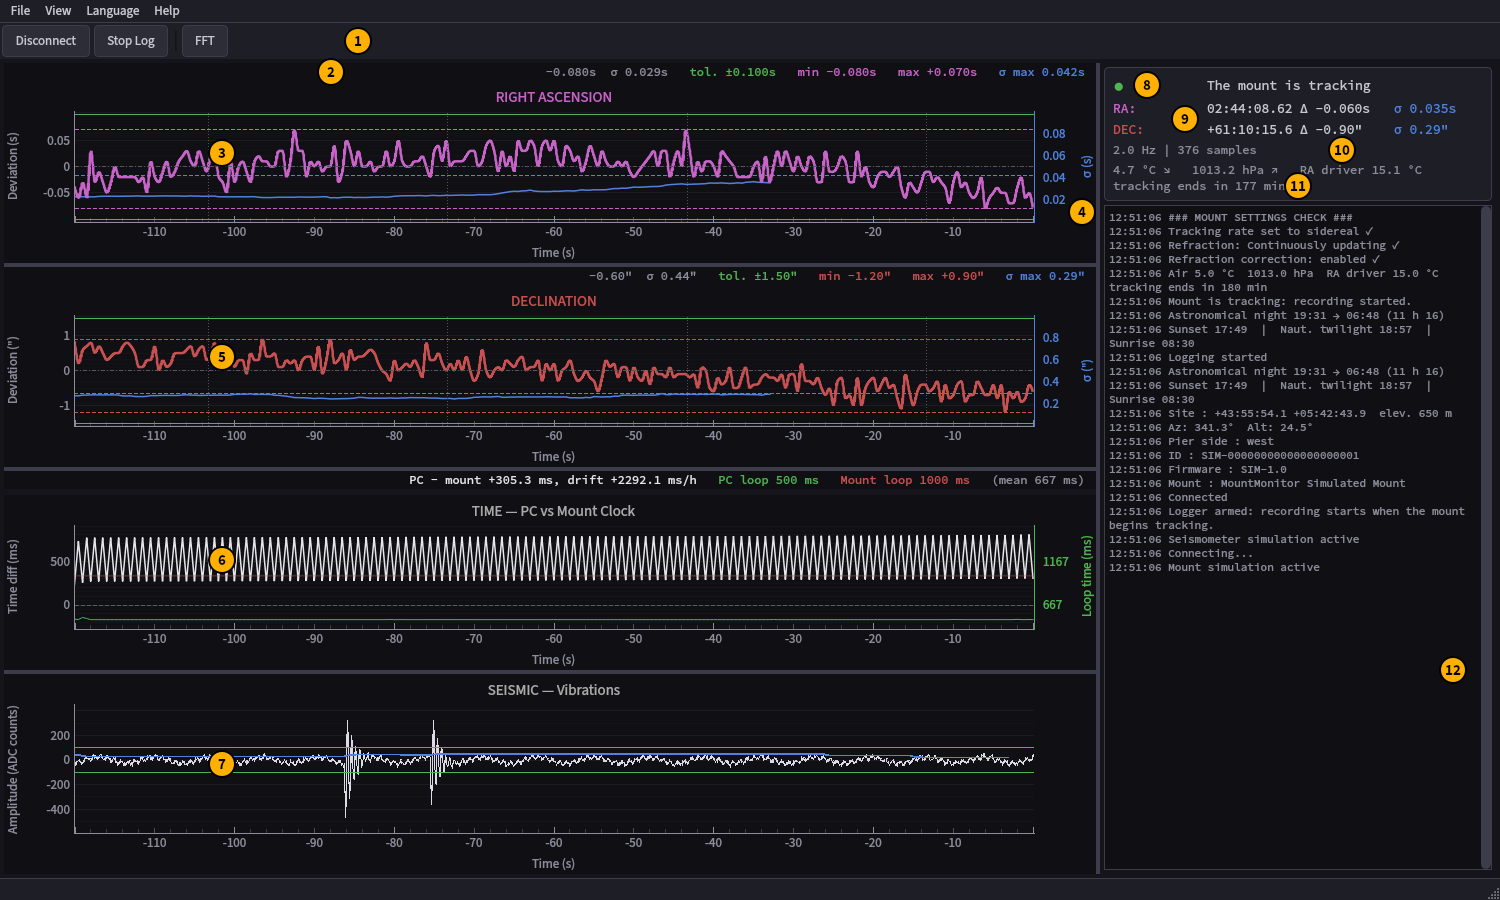 File View Language Help
Disconnect Stop Log FFT 1
2 −0.080s σ 0.029s tol. ±0.100s min −0.080s max +0.070s σ max 0.042s
RIGHT ASCENSION
Deviation (s)
0.05
0
-0.05
3
0.08
0.06
0.04
0.02
σ (s)
4
-110 -100 -90 -80 -70 -60 -50 -40 -30 -20 -10
Time (s)
−0.60" σ 0.44" tol. ±1.50" min −1.20" max +0.90" σ max 0.29"
DECLINATION
Deviation (")
1
0
-1
5
0.8
0.6
0.4
0.2
σ (")
-110 -100 -90 -80 -70 -60 -50 -40 -30 -20 -10
Time (s)
PC − mount +305.3 ms, drift +2292.1 ms/h PC loop 500 ms Mount loop 1000 ms (mean 667 ms)
TIME — PC vs Mount Clock
Time diff (ms)
500
0
6
1167
667
Loop time (ms)
-110 -100 -90 -80 -70 -60 -50 -40 -30 -20 -10
Time (s)
SEISMIC — Vibrations
Amplitude (ADC counts)
200
0
-200
-400
7
-110 -100 -90 -80 -70 -60 -50 -40 -30 -20 -10
Time (s)
8 The mount is tracking
RA: 9 02:44:08.62 Δ −0.060s σ 0.035s
DEC: +61:10:15.6 Δ −0.90" σ 0.29"
2.0 Hz | 376 samples 10
4.7 °C ↘ 1013.2 hPa ↗ RA driver 15.1 °C
tracking ends in 177 min 11
12:51:06 ### MOUNT SETTINGS CHECK ###
12:51:06 Tracking rate set to sidereal ✓
12:51:06 Refraction: Continuously updating ✓
12:51:06 Refraction correction: enabled ✓
12:51:06 Air 5.0 °C 1013.0 hPa RA driver 15.0 °C
tracking ends in 180 min
12:51:06 Mount is tracking: recording started.
12:51:06 Astronomical night 19:31 → 06:48 (11 h 16)
12:51:06 Sunset 17:49 | Naut. twilight 18:57 |
Sunrise 08:30
12:51:06 Logging started
12:51:06 Astronomical night 19:31 → 06:48 (11 h 16)
12:51:06 Sunset 17:49 | Naut. twilight 18:57 |
Sunrise 08:30
12:51:06 Site : +43:55:54.1 +05:42:43.9 elev. 650 m
12:51:06 Az: 341.3° Alt: 24.5°
12:51:06 Pier side : west
12:51:06 ID : SIM-00000000000000000001
12:51:06 Firmware : SIM-1.0
12:51:06 Mount : MountMonitor Simulated Mount
12:51:06 Connected
12:51:06 Logger armed: recording starts when the mount
begins tracking.
12:51:06 Seismometer simulation active
12:51:06 Connecting...
12:51:06 Mount simulation active
12